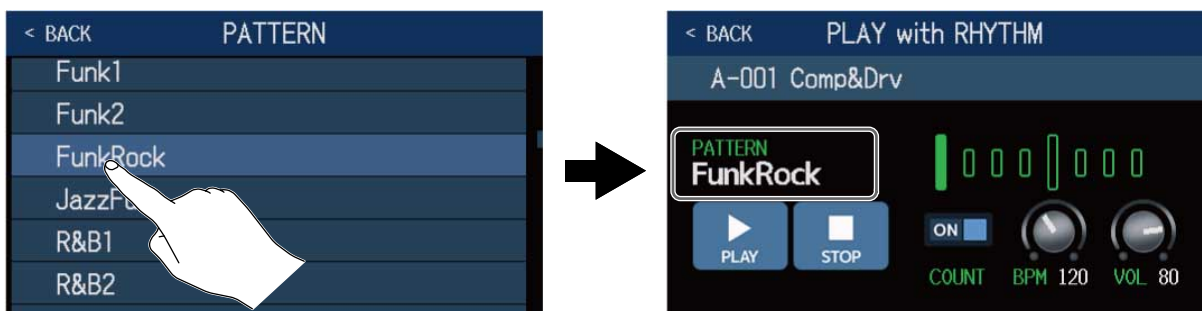 < BACK PATTERN
Funk1
Funk2
FunkRock
R&B1
R&B2
< BACK PLAY with RHYTHM
A-001 Comp&Drv
PATTERN
FunkRock
PLAY STOP
ON
COUNT BPM 120 VOL 80